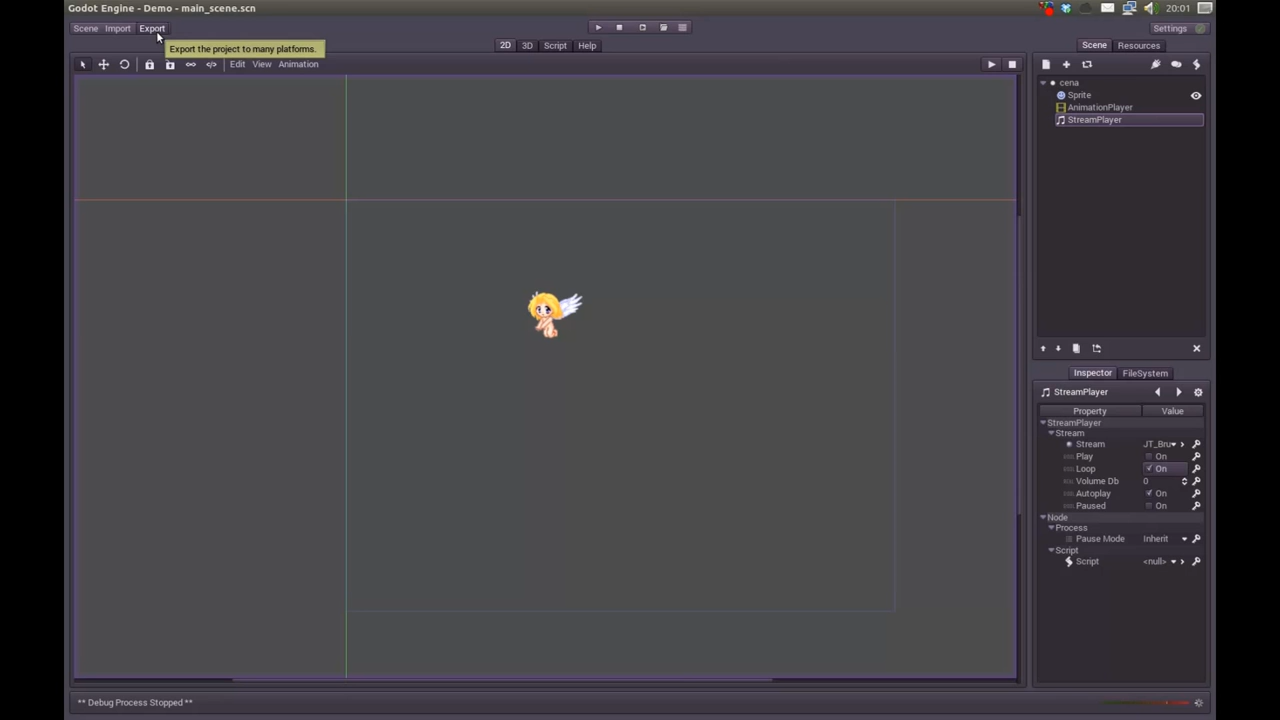 Godot Engine - Demo - main_scene.scn
20:01
Scene Import Export
Settings
Export the project to many platforms.
2D 3D Script Help
Scene Resources
Edit View Animation
cena
Sprite
AnimationPlayer
StreamPlayer
Inspector FileSystem
StreamPlayer
Property Value
StreamPlayer
Stream
Stream JT_Bru
Play On
Loop On
Volume Db 0
Autoplay On
Paused On
Node
Process
Pause Mode Inherit
Script
Script <null>
** Debug Process Stopped **